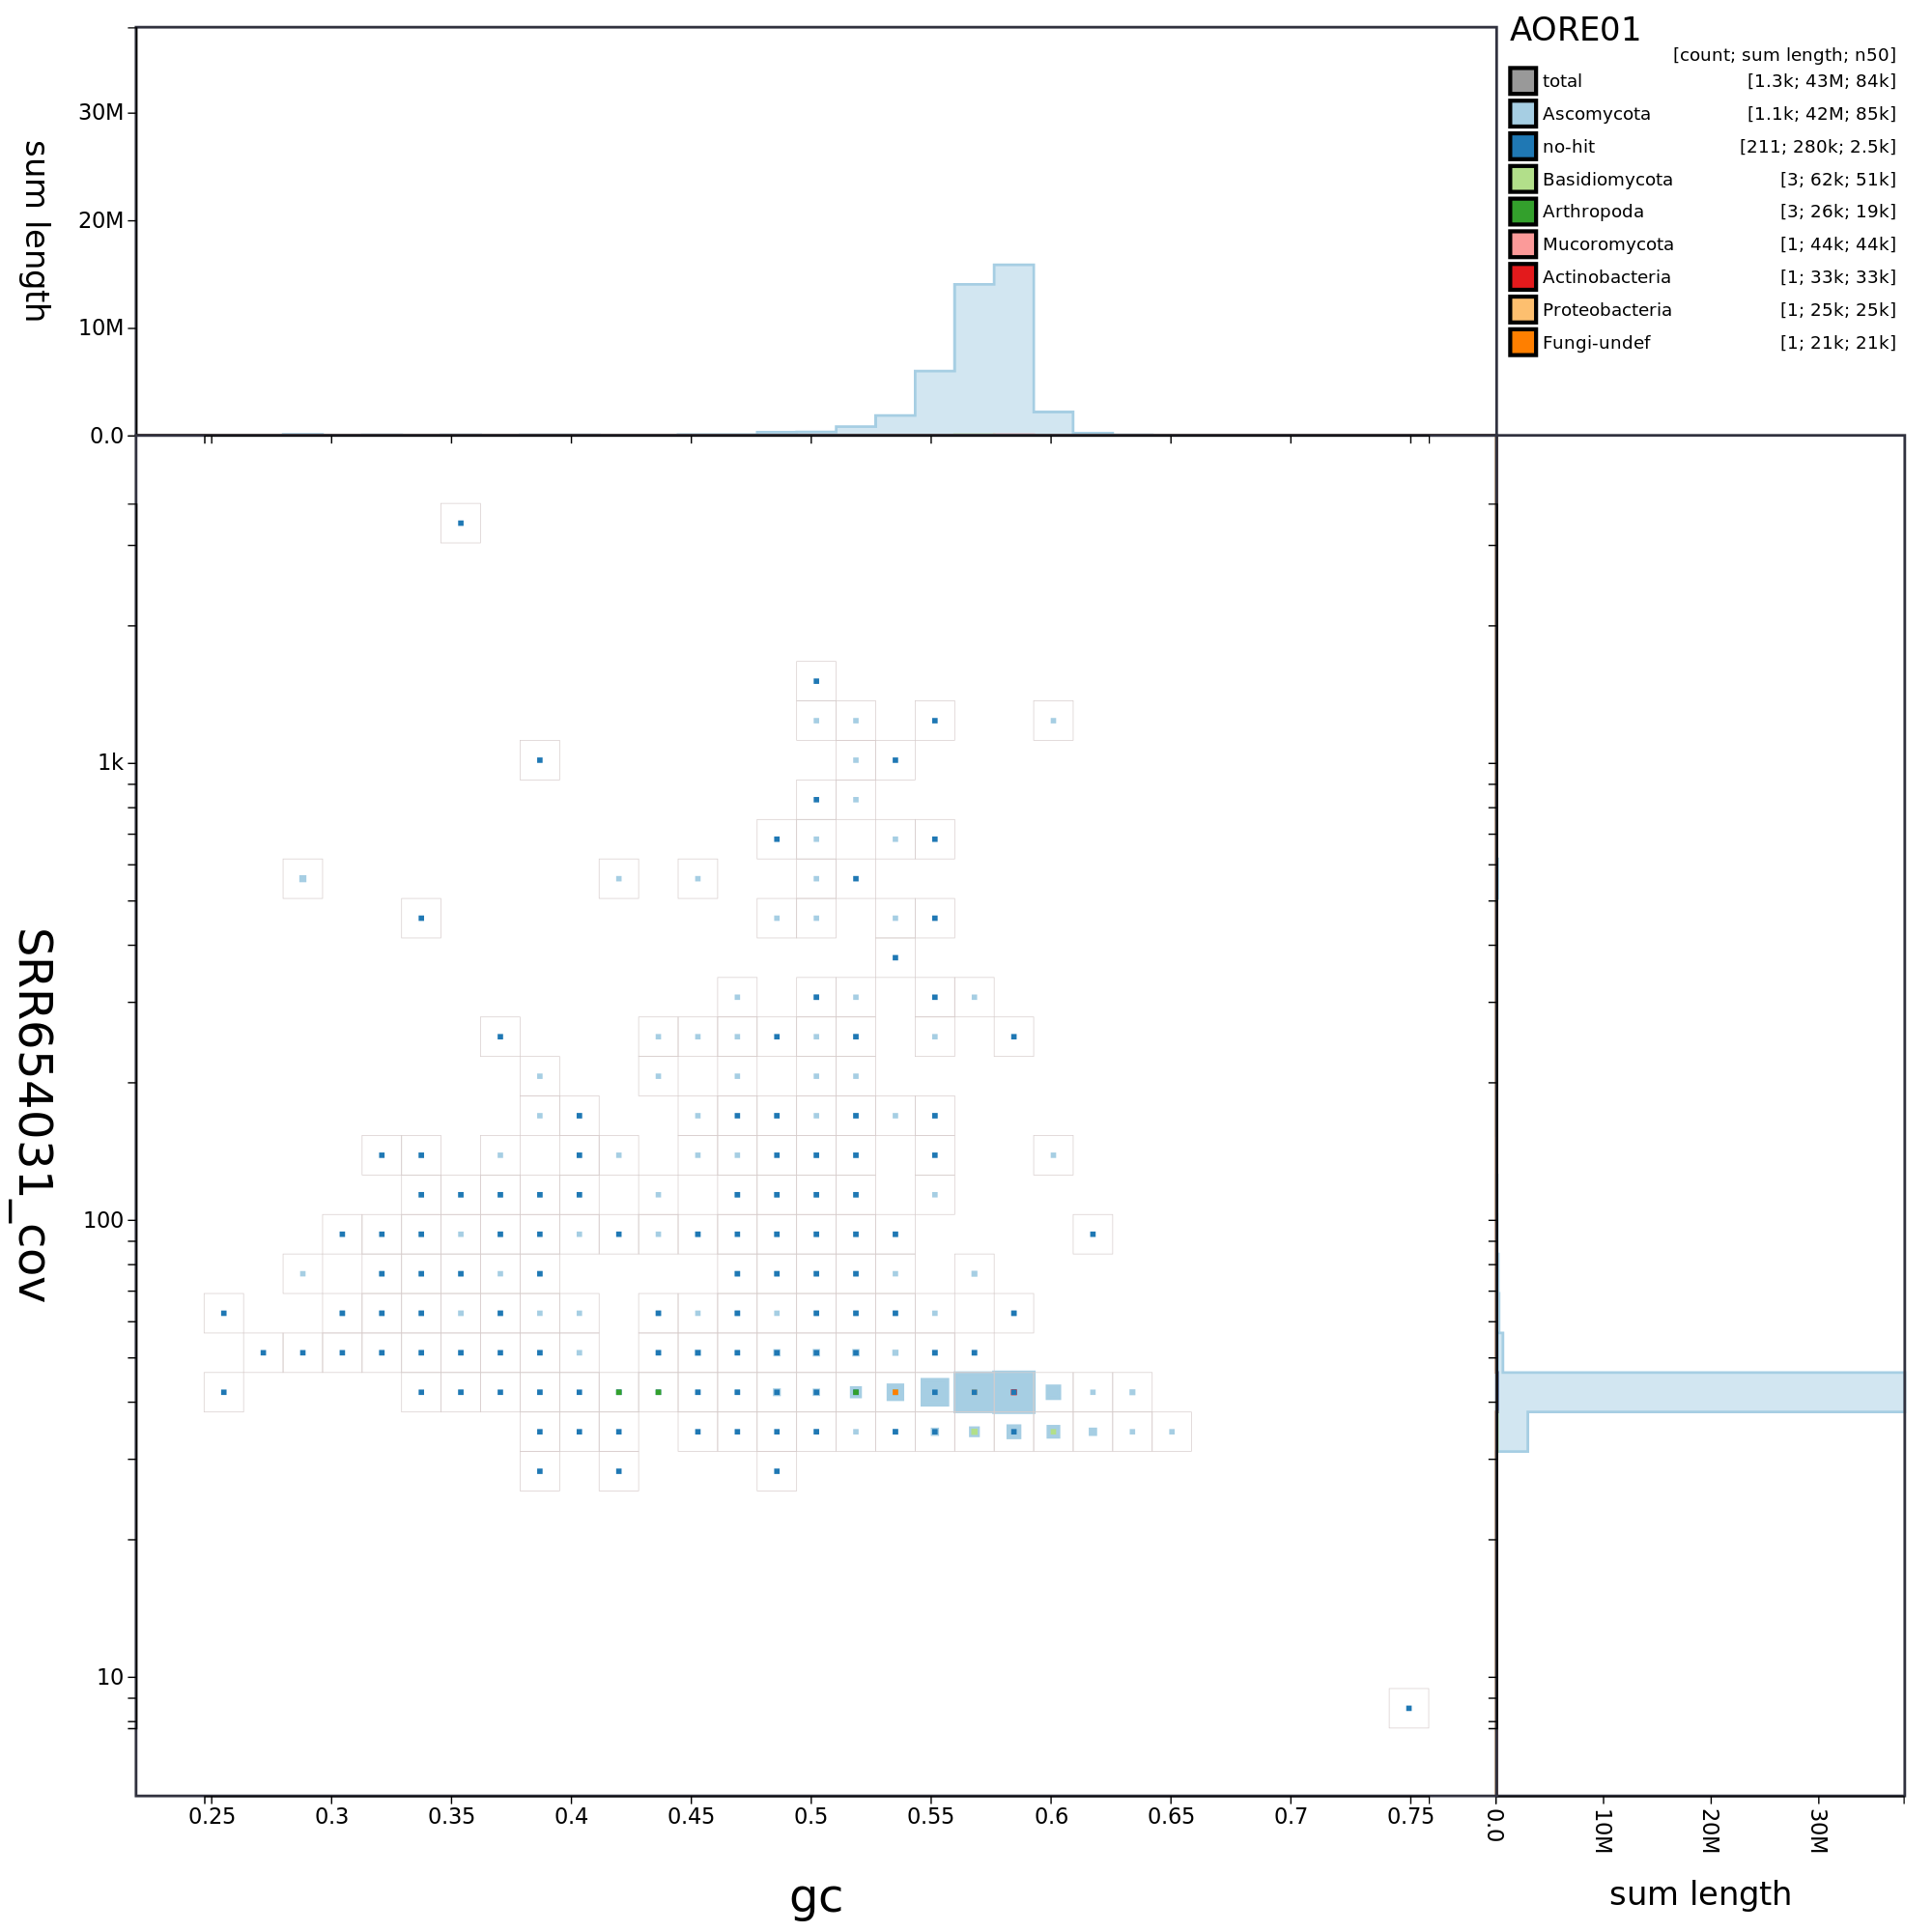 AORE01
[count; sum length; n50]
total [1.3k; 43M; 84k]
Ascomycota [1.1k; 42M; 85k]
no-hit [211; 280k; 2.5k]
Basidiomycota [3; 62k; 51k]
Arthropoda [3; 26k; 19k]
Mucoromycota [1; 44k; 44k]
Actinobacteria [1; 33k; 33k]
Proteobacteria [1; 25k; 25k]
Fungi-undef [1; 21k; 21k]
sum length
30M
20M
10M
0.0
SRR654031_cov
1k
100
10
0.25 0.3 0.35 0.4 0.45 0.5 0.55 0.6 0.65 0.7 0.75
gc
0.0 10M 20M 30M
sum length